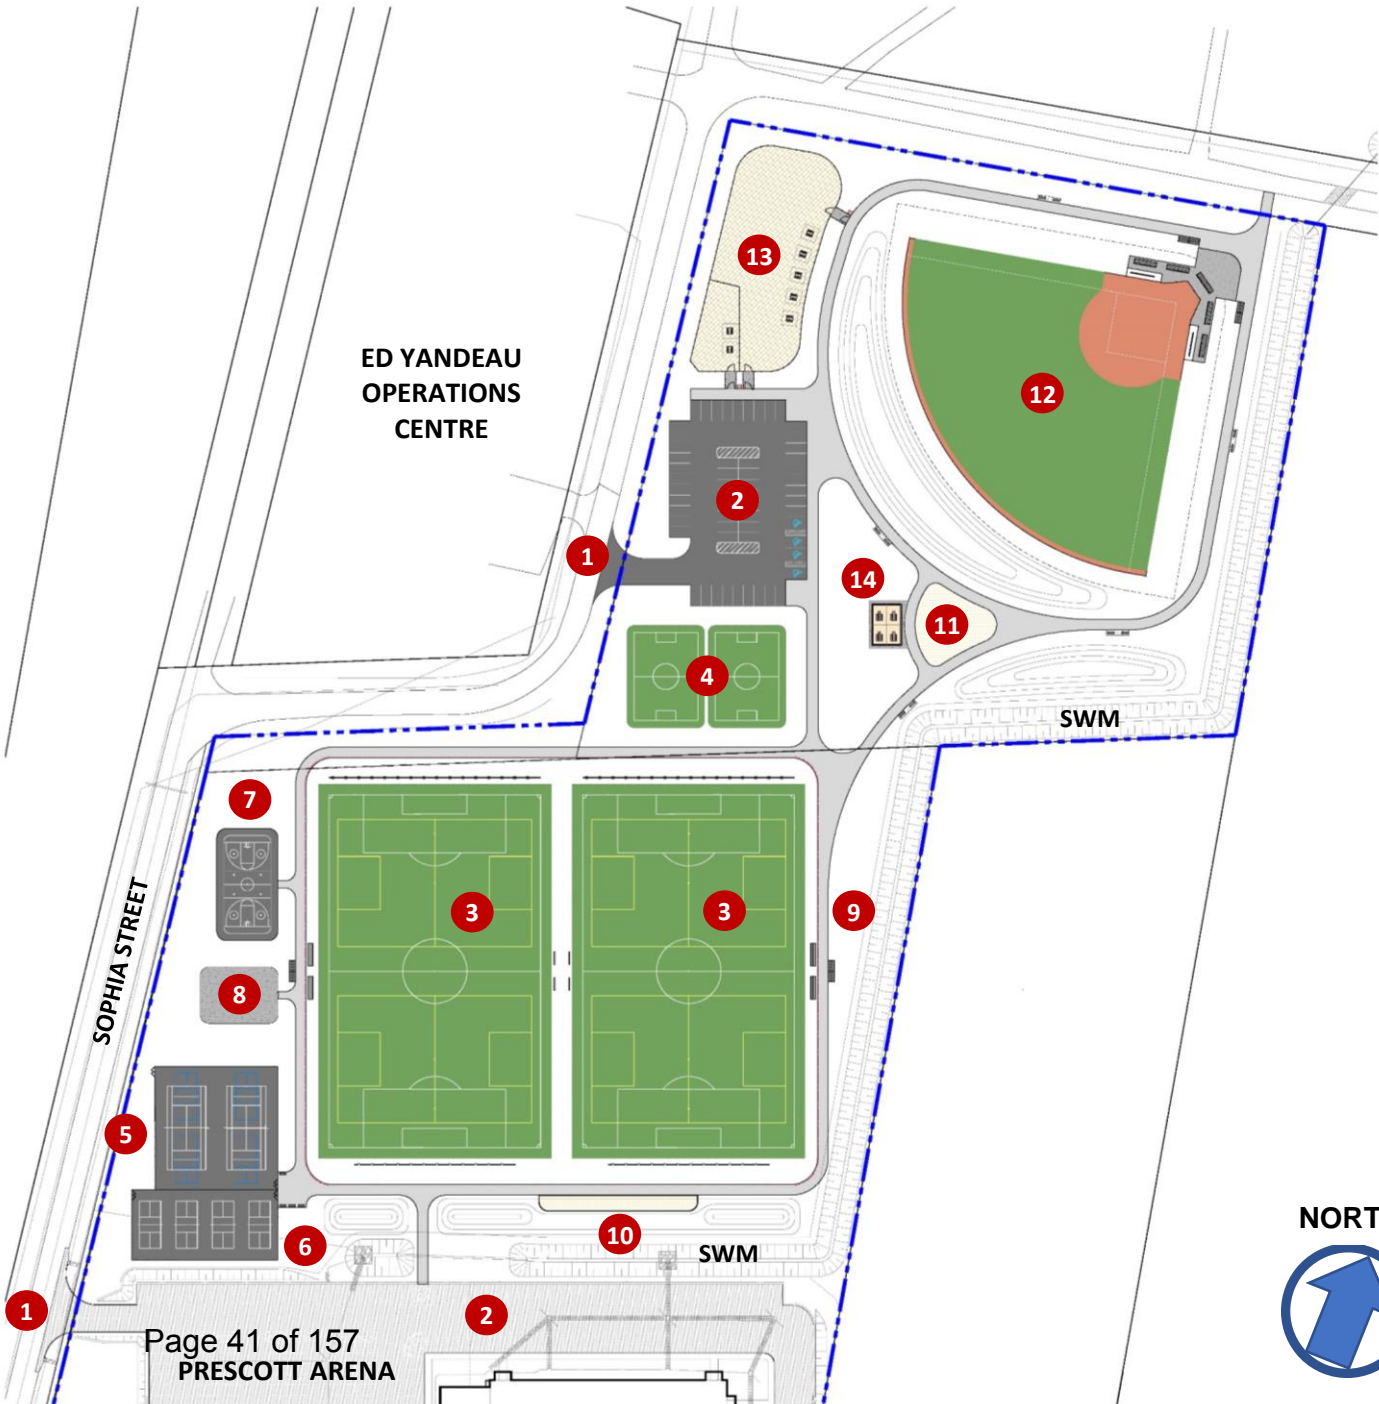 13
ED YANDEAU
OPERATIONS
CENTRE
12
2
1
14
11
4
SWM
7
3
3
9
SOPHIA STREET
8
5
NORT
6
10
SWM
1
2
Page 41 of 157
PRESCOTT ARENA